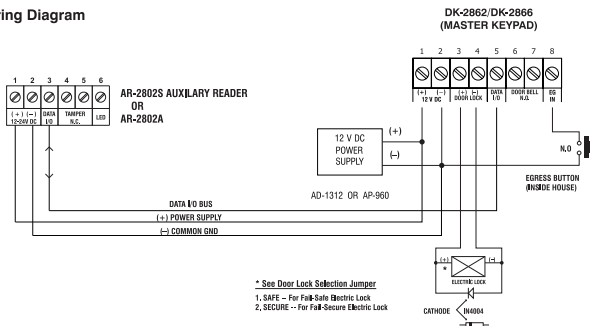 ring Diagram
DK-2862/DK-2866
(MASTER KEYPAD)
1 2 3 4 5 6 7 8
(+) (−) (+) (−) DATA DOOR BELL EG
12 V DC DOOR LOCK I/O N.O. IN
1 2 3 4 5 6
(+) (−) DATA TAMPER LED
12-24V DC I/O N.C.
AR-2802S AUXILARY READER
OR
AR-2802A
12 V DC
POWER
SUPPLY
(+)
(−)
AD-1312 OR AP-960
N.O
EGRESS BUTTON
(INSIDE HOUSE)
DATA I/O BUS
(+) POWER SUPPLY
(−) COMMON GND
(+) (−)
*
ELECTRIC LOCK
* See Door Lock Selection Jumper
1, SAFE – For Fail-Safe Electric Lock
2, SECURE -- For Fail-Secure Electric Lock
CATHODE IN4004